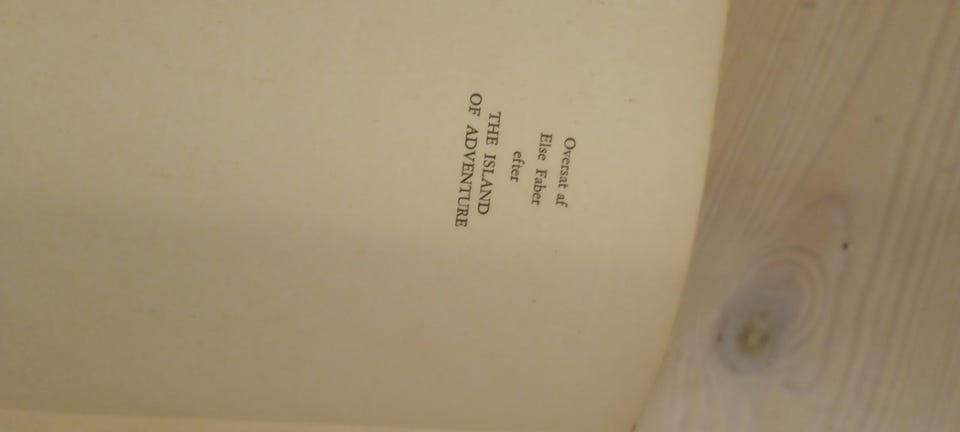 Oversat af
Else Faber
efter
THE ISLAND
OF ADVENTURE